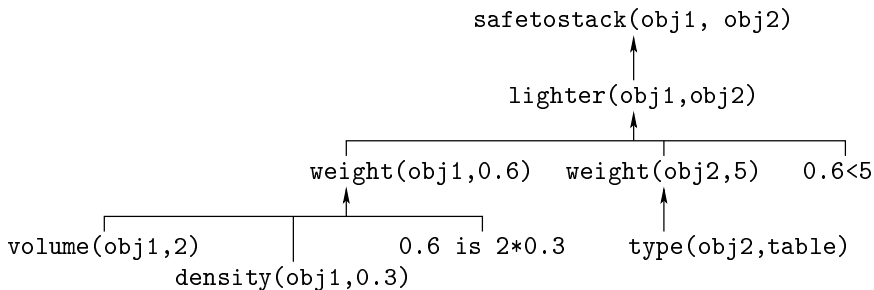 safetostack(obj1, obj2)
lighter(obj1,obj2)
weight(obj1,0.6) weight(obj2,5) 0.6<5
volume(obj1,2) 0.6 is 2*0.3 type(obj2,table)
density(obj1,0.3)